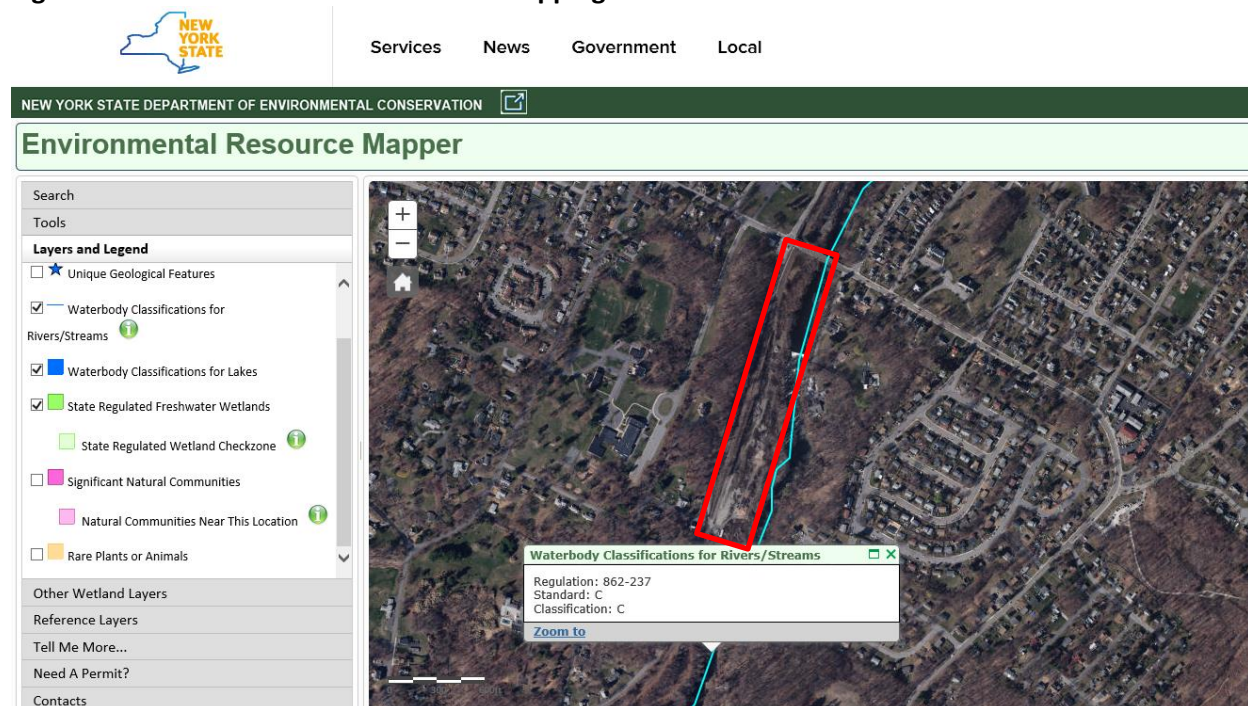 NEW
YORK
STATE
Services News Government Local
NEW YORK STATE DEPARTMENT OF ENVIRONMENTAL CONSERVATION
Environmental Resource Mapper
Search
Tools
Layers and Legend
Unique Geological Features
Waterbody Classifications for
Rivers/Streams
Waterbody Classifications for Lakes
State Regulated Freshwater Wetlands
State Regulated Wetland Checkzone
Significant Natural Communities
Natural Communities Near This Location
Rare Plants or Animals
Other Wetland Layers
Reference Layers
Tell Me More...
Need A Permit?
Contacts
+
−
Waterbody Classifications for Rivers/Streams
Regulation: 862-237
Standard: C
Classification: C
Zoom to
0 300 600ft